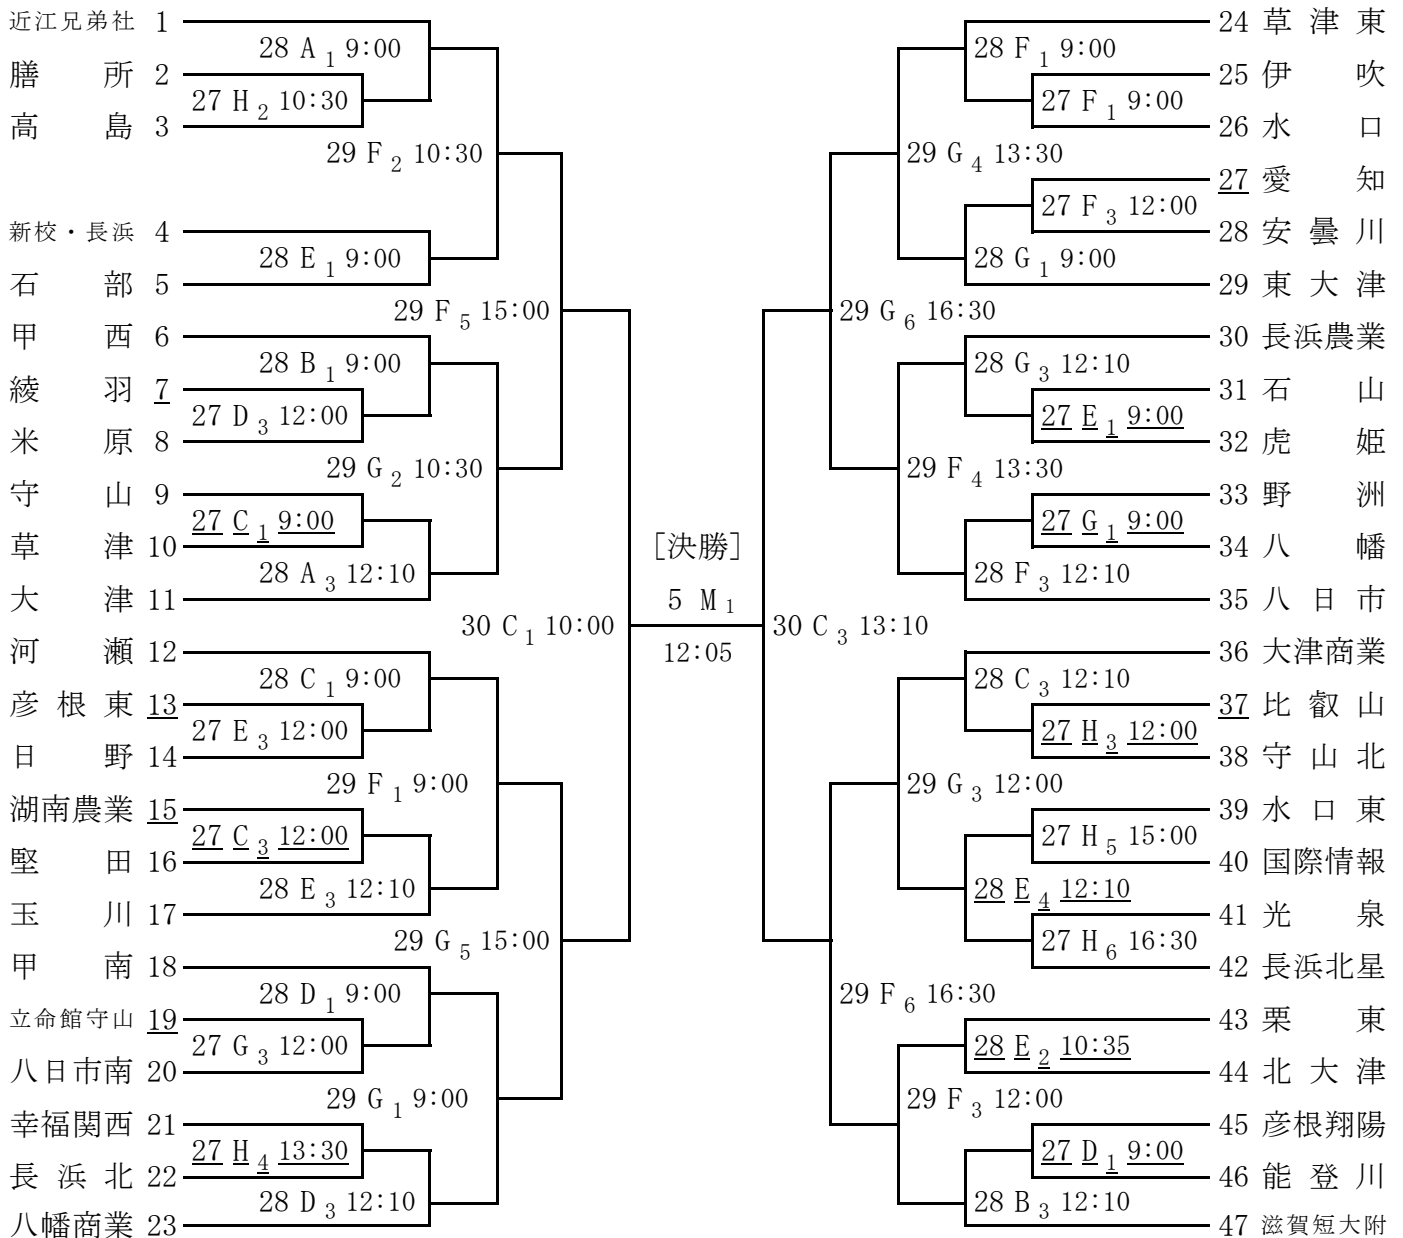 近江兄弟社 1
28 A 1 9:00
膳所 2
27 H 2 10:30
高島 3
29 F 2 10:30
新校・長浜 4
28 E 1 9:00
石部 5
29 F 5 15:00
甲西 6
28 B 1 9:00
綾羽 7
27 D 3 12:00
米原 8
29 G 2 10:30
守山 9
27 C 1 9:00
草津 10
28 A 3 12:10
大津 11
30 C 1 10:00
河瀬 12
28 C 1 9:00
彦根東 13
27 E 3 12:00
日野 14
29 F 1 9:00
湖南農業 15
27 C 3 12:00
堅田 16
28 E 3 12:10
玉川 17
29 G 5 15:00
甲南 18
28 D 1 9:00
立命館守山 19
27 G 3 12:00
八日市南 20
29 G 1 9:00
幸福関西 21
27 H 4 13:30
長浜北 22
28 D 3 12:10
八幡商業 23
[決勝]
5 M 1
12:05
24 草津東
28 F 1 9:00
25 伊吹
27 F 1 9:00
26 水口
29 G 4 13:30
27 愛知
27 F 3 12:00
28 安曇川
28 G 1 9:00
29 東大津
29 G 6 16:30
30 長浜農業
28 G 3 12:10
31 石山
27 E 1 9:00
32 虎姫
29 F 4 13:30
33 野洲
27 G 1 9:00
34 八幡
28 F 3 12:10
35 八日市
30 C 3 13:10
36 大津商業
28 C 3 12:10
37 比叡山
27 H 3 12:00
38 守山北
29 G 3 12:00
39 水口東
27 H 5 15:00
40 国際情報
28 E 4 12:10
41 光泉
27 H 6 16:30
42 長浜北星
29 F 6 16:30
43 栗東
28 E 2 10:35
44 北大津
29 F 3 12:00
45 彦根翔陽
27 D 1 9:00
46 能登川
28 B 3 12:10
47 滋賀短大附